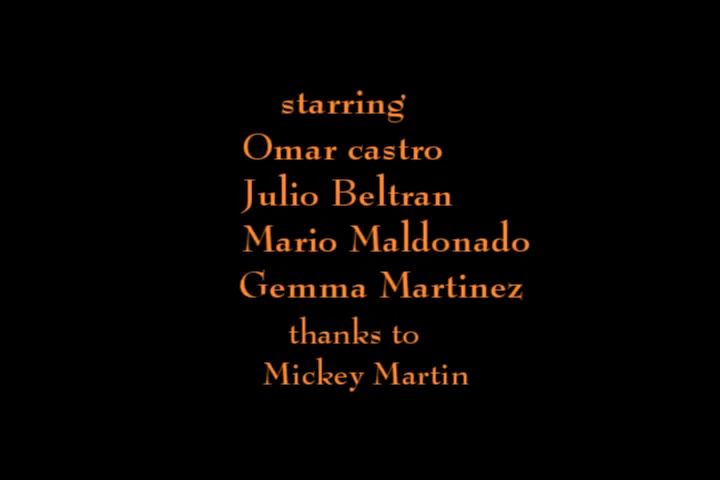 starring
Omar castro
Julio Beltran
Mario Maldonado
Gemma Martinez
thanks to
Mickey Martin